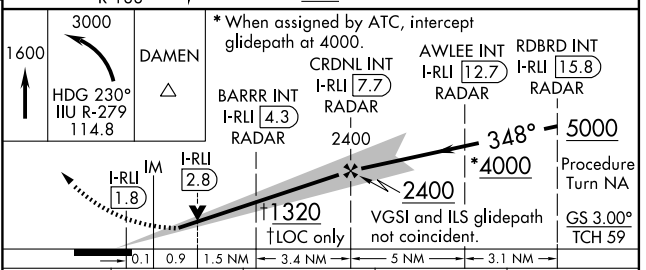 R-166
3000
1600
HDG 230°
IIU R-279
114.8
DAMEN
* When assigned by ATC, intercept
glidepath at 4000.
CRDNL INT
I-RLI 7.7
RADAR
AWLEE INT
I-RLI 12.7
RADAR
RDBRD INT
I-RLI 15.8
RADAR
BARRR INT
I-RLI 4.3
RADAR
2400
348°
5000
*4000
2400
Procedure
Turn NA
IM
I-RLI
1.8
I-RLI
2.8
†1320
†LOC only
VGSI and ILS glidepath
not coincident.
GS 3.00°
TCH 59
0.1
0.9
1.5 NM
3.4 NM
5 NM
3.1 NM